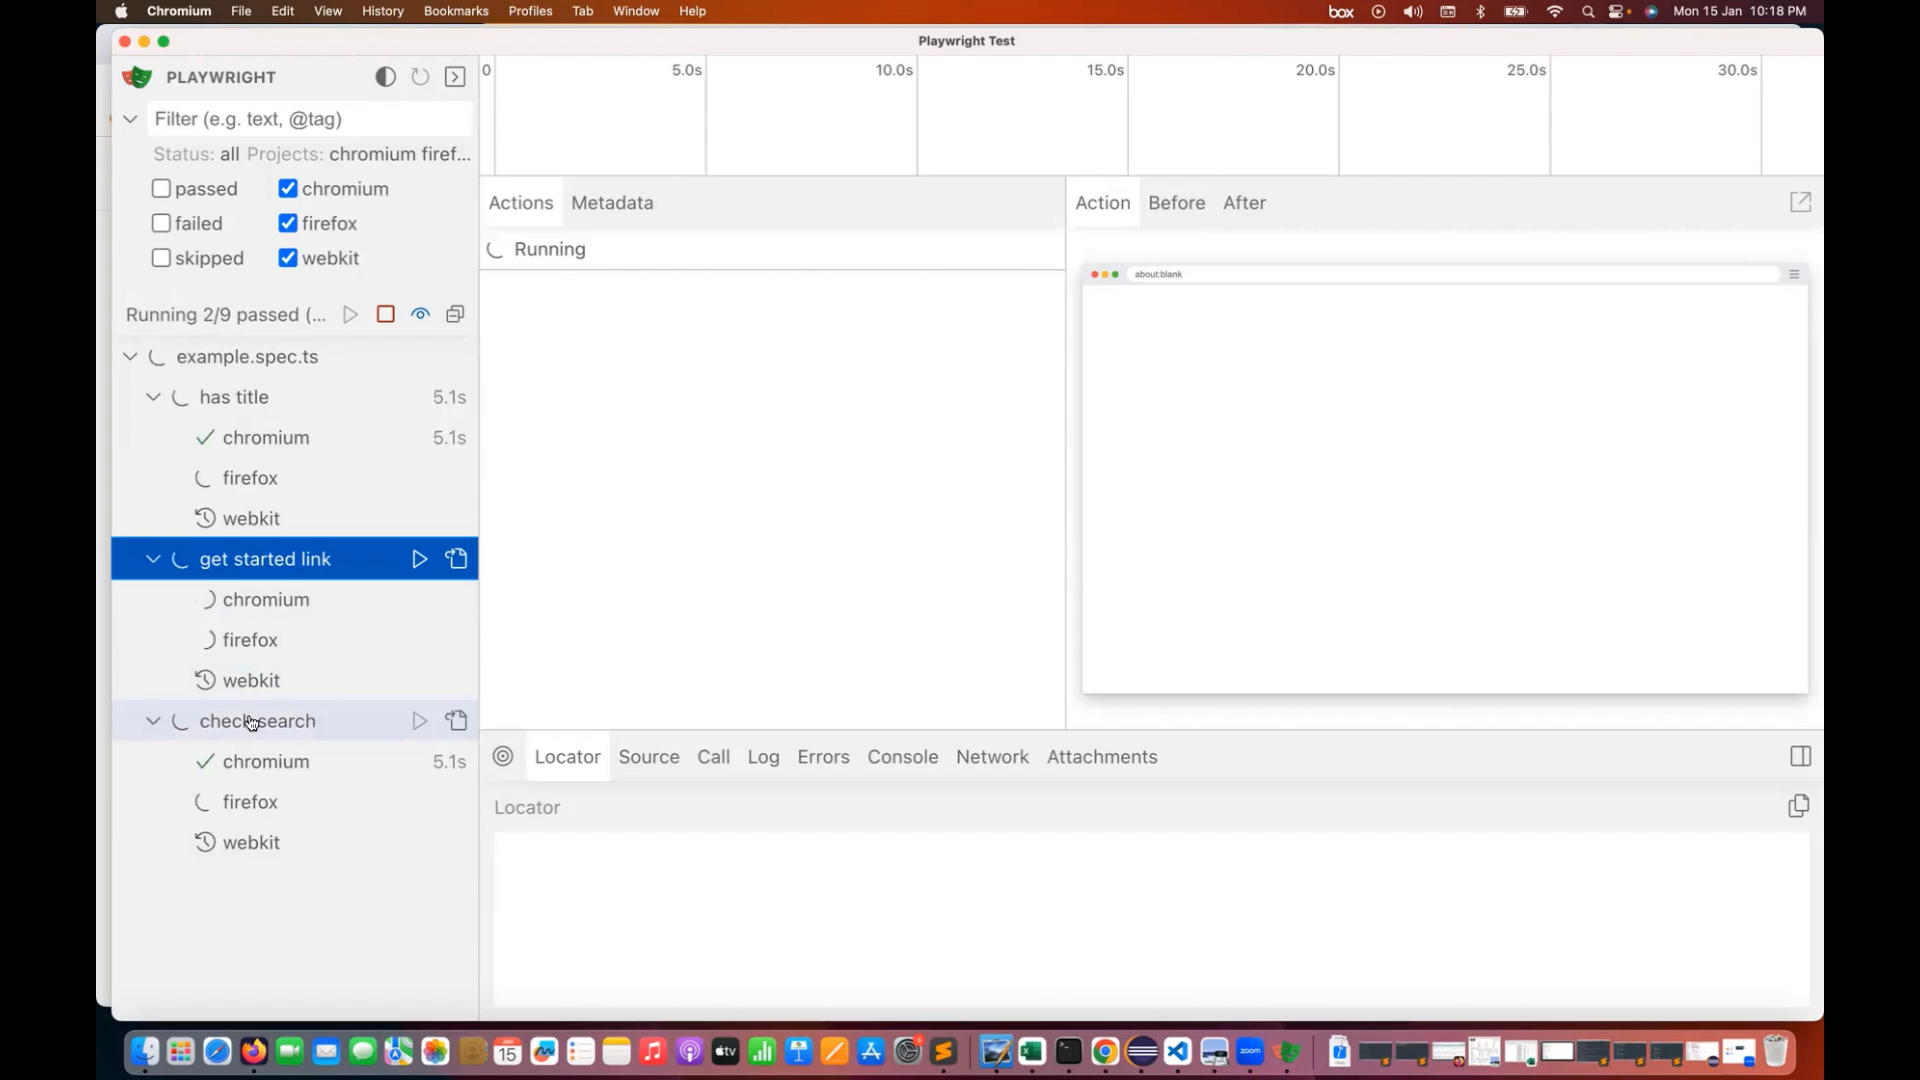 Chromium File Edit View History Bookmarks Profiles Tab Window Help box Mon 15 Jan 10:18 PM
Playwright Test
PLAYWRIGHT
0 5.0s 10.0s 15.0s 20.0s 25.0s 30.0s
Filter (e.g. text, @tag)
Status: all Projects: chromium firef...
passed chromium
failed firefox
skipped webkit
Actions Metadata
Action Before After
Running
about:blank
Running 2/9 passed (...
example.spec.ts
has title 5.1s
chromium 5.1s
firefox
webkit
get started link
chromium
firefox
webkit
check search
chromium 5.1s
firefox
webkit
Locator Source Call Log Errors Console Network Attachments
Locator
JAN
15
tv
zoom